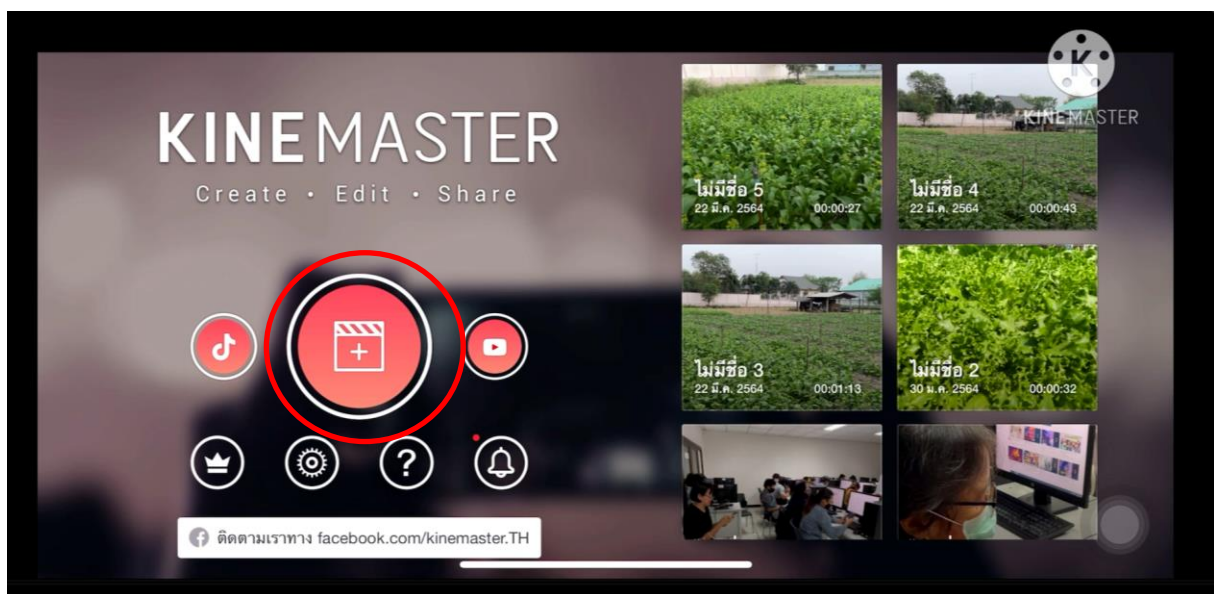 KINEMASTER
Create • Edit • Share
ติดตามเราทาง facebook.com/kinemaster.TH
ไม่มีชื่อ 5
22 มี.ค. 2564 00:00:27
ไม่มีชื่อ 4
22 มี.ค. 2564 00:00:43
ไม่มีชื่อ 3
22 มี.ค. 2564 00:01:13
ไม่มีชื่อ 2
30 ม.ค. 2564 00:00:32
K
KINEMASTER